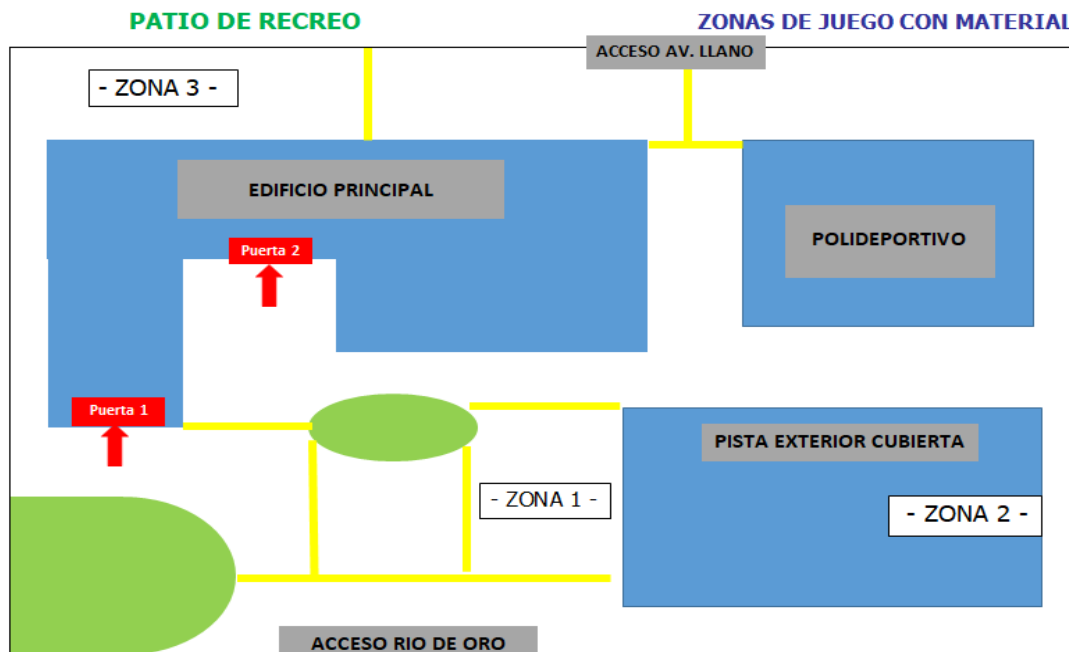 PATIO DE RECREO
ZONAS DE JUEGO CON MATERIAL
ACCESO AV. LLANO
- ZONA 3 -
EDIFICIO PRINCIPAL
POLIDEPORTIVO
Puerta 2
Puerta 1
PISTA EXTERIOR CUBIERTA
- ZONA 1 -
- ZONA 2 -
ACCESO RIO DE ORO